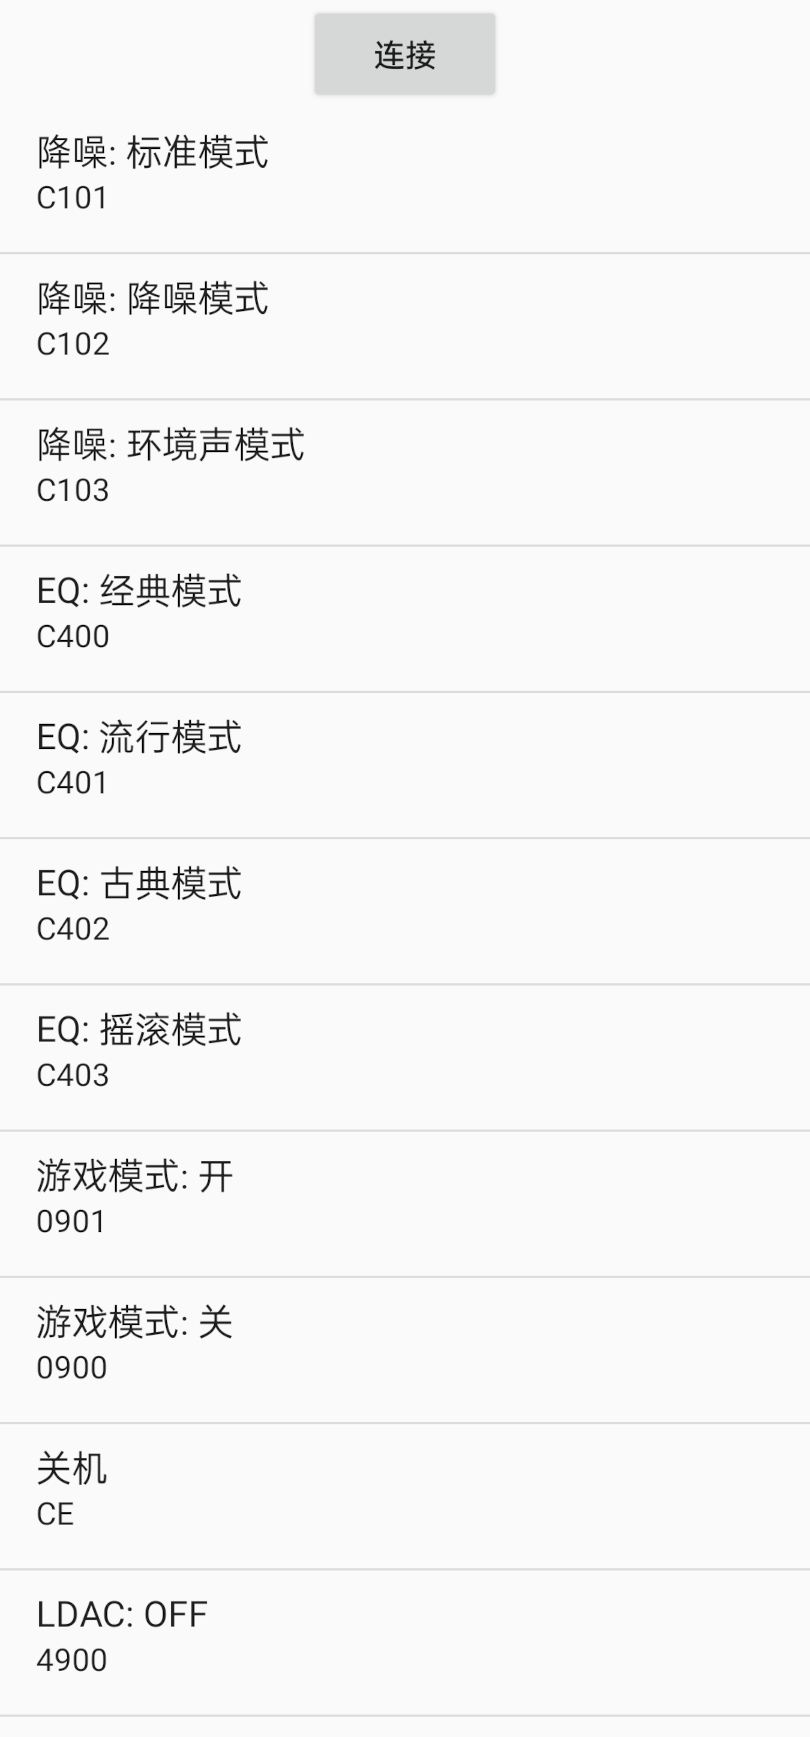 连接
降噪: 标准模式
C101
降噪: 降噪模式
C102
降噪: 环境声模式
C103
EQ: 经典模式
C400
EQ: 流行模式
C401
EQ: 古典模式
C402
EQ: 摇滚模式
C403
游戏模式: 开
0901
游戏模式: 关
0900
关机
CE
LDAC: OFF
4900